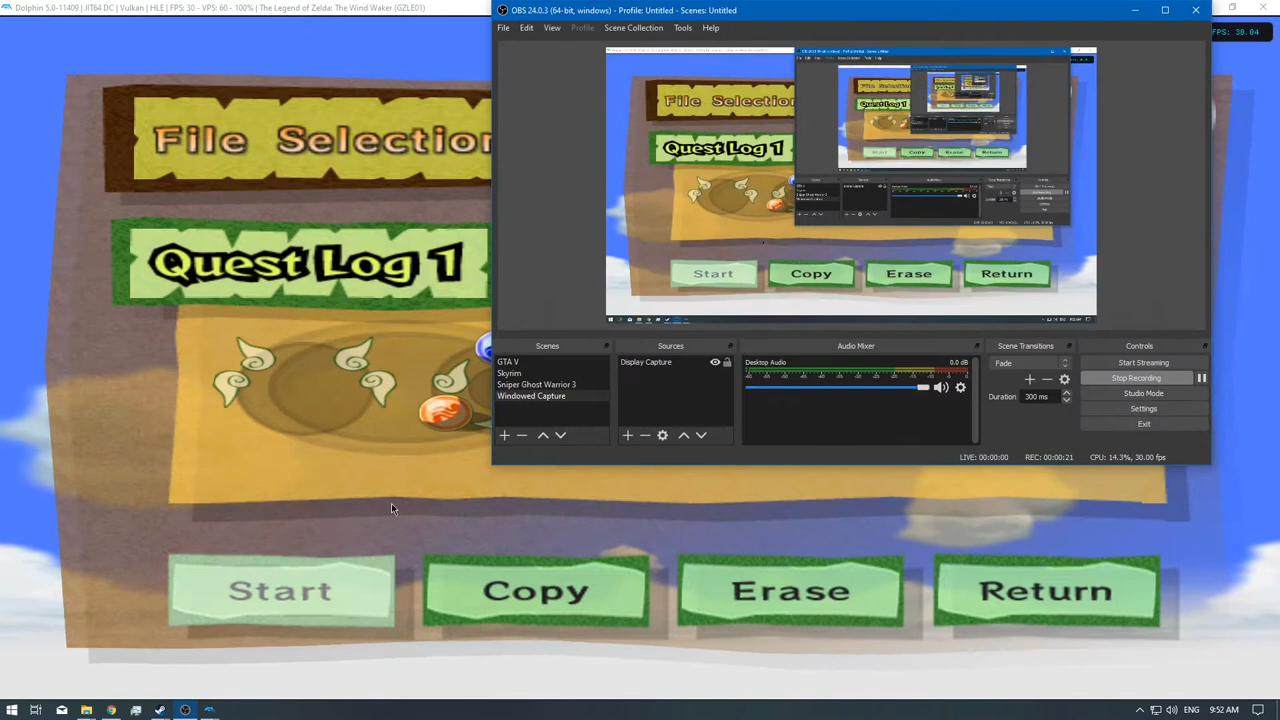 Dolphin 5.0-11409 | JIT64 DC | Vulkan | HLE | FPS: 30 - VPS: 60 - 100% | The Legend of Zelda: The Wind Waker (GZLE01)
OBS 24.0.3 (64-bit, windows) - Profile: Untitled - Scenes: Untitled
File Edit View Profile Scene Collection Tools Help
FPS: 30.04
File Selection
Quest Log 1
File Selection
Quest Log 1
Start Copy Erase Return
Scenes Sources Audio Mixer Scene Transitions Controls
GTA V
Skyrim
Sniper Ghost Warrior 3
Windowed Capture
Display Capture
Desktop Audio 0.0 dB
Fade
Duration 300 ms
Start Streaming
Stop Recording
Studio Mode
Settings
Exit
LIVE: 00:00:00 REC: 00:00:21 CPU: 14.3%, 30.00 fps
Start Copy Erase Return
ENG 9:52 AM